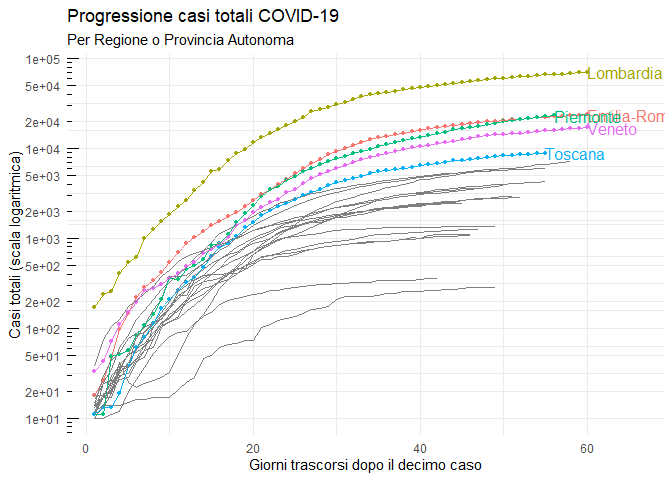 Progressione casi totali COVID-19
Per Regione o Provincia Autonoma
Casi totali (scala logaritmica)
1e+05
5e+04
2e+04
1e+04
5e+03
2e+03
1e+03
5e+02
2e+02
1e+02
5e+01
2e+01
1e+01
Lombardia
Emilia-Rom
Piemonte
Veneto
Toscana
0
20
40
60
Giorni trascorsi dopo il decimo caso